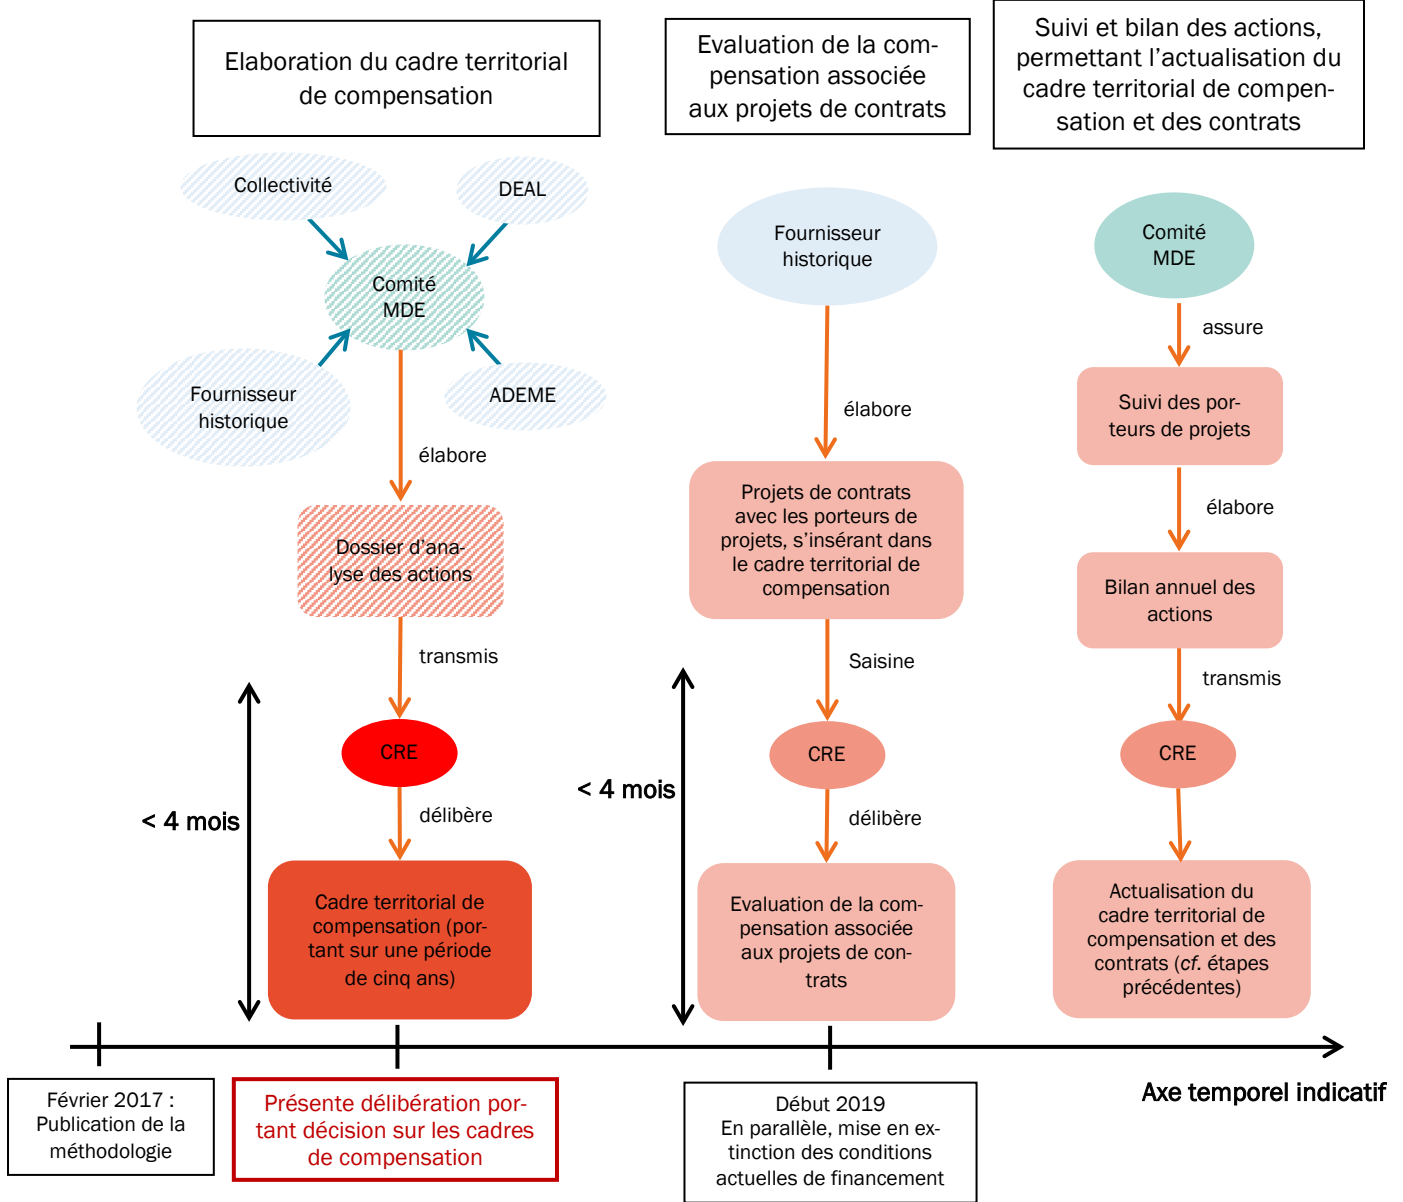 Elaboration du cadre territorial
de compensation
Evaluation de la com-
pensation associée
aux projets de contrats
Suivi et bilan des actions,
permettant l’actualisation du
cadre territorial de compen-
sation et des contrats
Collectivité
DEAL
Comité
MDE
Fournisseur
historique
ADEME
élabore
Dossier d’ana-
lyse des actions
transmis
CRE
< 4 mois
délibère
Cadre territorial de
compensation (por-
tant sur une période
de cinq ans)
Fournisseur
historique
élabore
Projets de contrats
avec les porteurs de
projets, s’insérant dans
le cadre territorial de
compensation
Saisine
CRE
< 4 mois
délibère
Evaluation de la com-
pensation associée
aux projets de con-
trats
Comité
MDE
assure
Suivi des por-
teurs de projets
élabore
Bilan annuel des
actions
transmis
CRE
Actualisation du
cadre territorial de
compensation et des
contrats (cf. étapes
précédentes)
Février 2017 :
Publication de la
méthodologie
Présente délibération por-
tant décision sur les cadres
de compensation
Début 2019
En parallèle, mise en ex-
tinction des conditions
actuelles de financement
Axe temporel indicatif